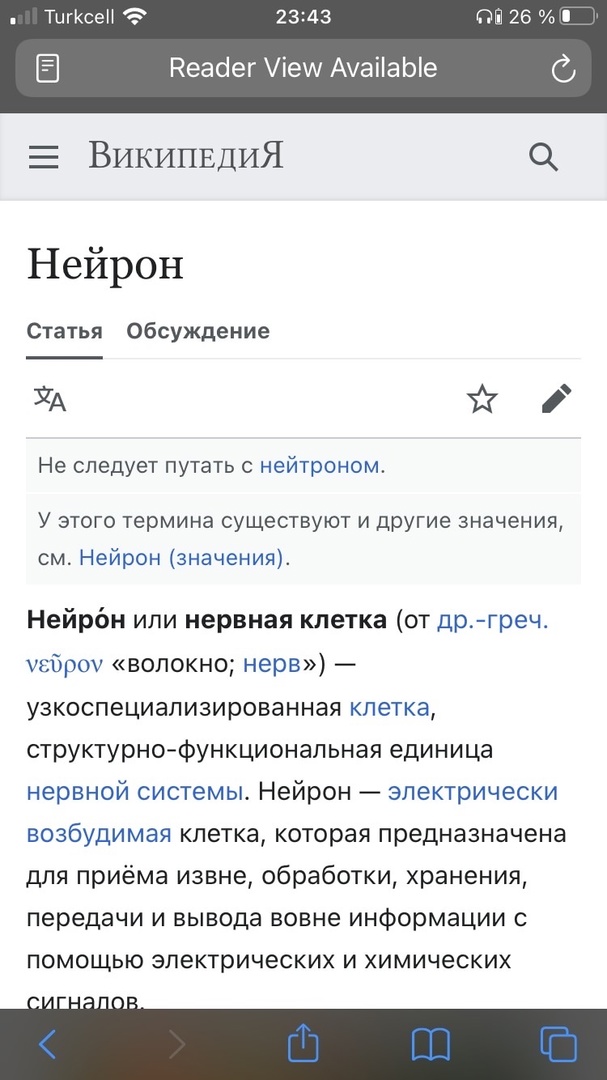 Turkcell 23:43 26 %
Reader View Available
ВикипедиЯ
Нейрон
Статья Обсуждение
Не следует путать с нейтроном.
У этого термина существуют и другие значения,
см. Нейрон (значения).
Нейро́н или нервная клетка (от др.-греч.
νεῦρον «волокно; нерв») —
узкоспециализированная клетка,
структурно-функциональная единица
нервной системы. Нейрон — электрически
возбудимая клетка, которая предназначена
для приёма извне, обработки, хранения,
передачи и вывода вовне информации с
помощью электрических и химических
сигналов.